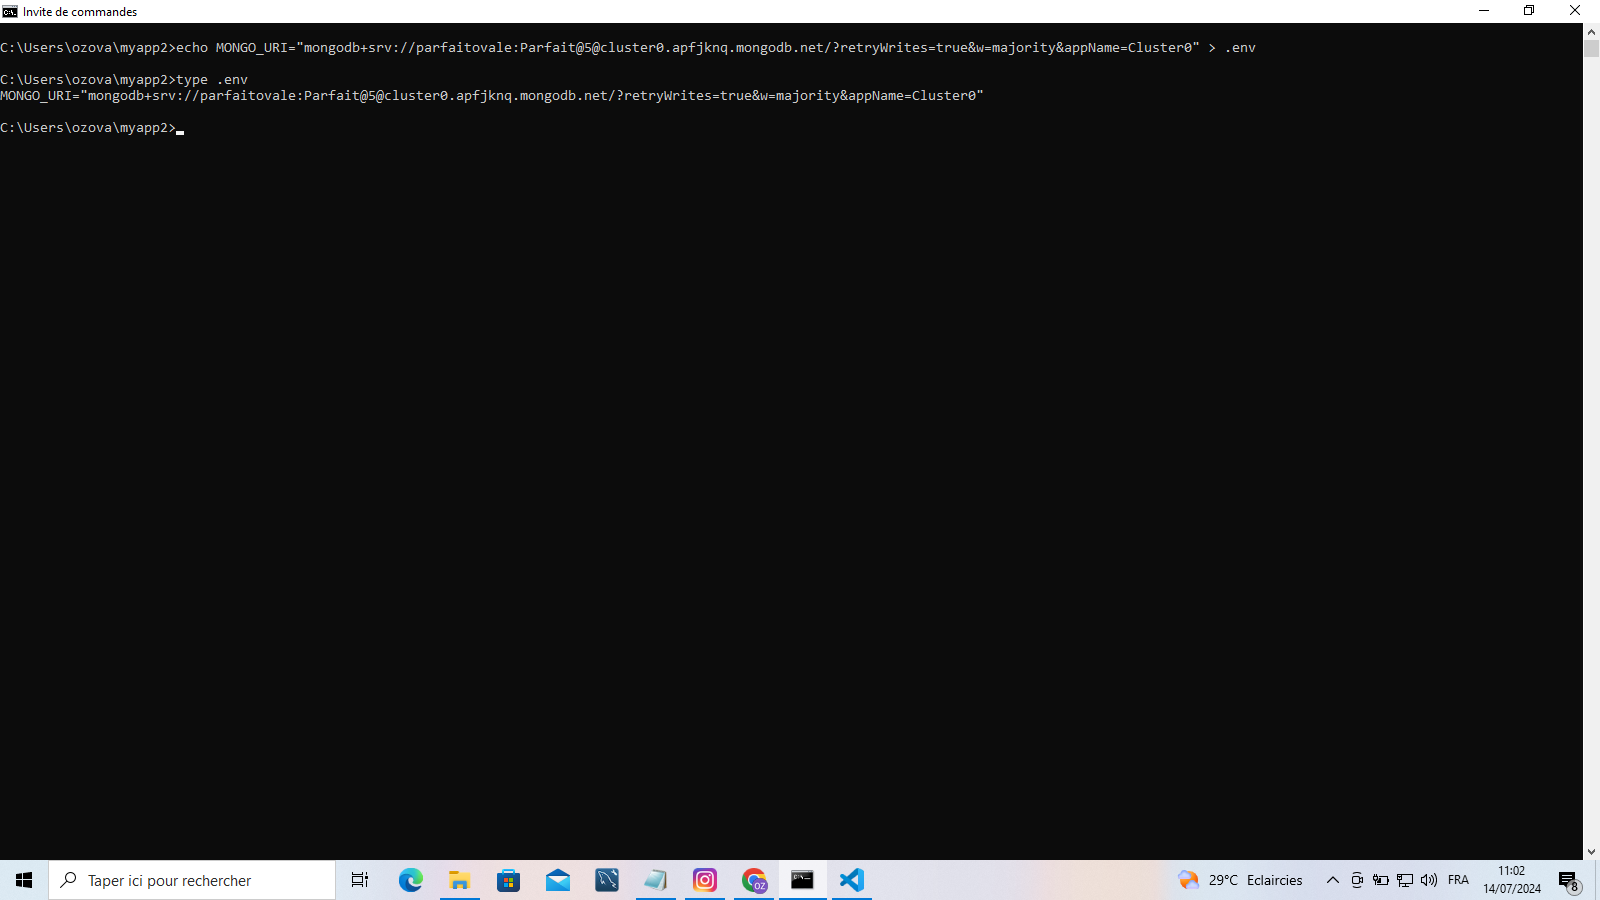 Invite de commandes
C:\Users\ozova\myapp2>echo MONGO_URI="mongodb+srv://parfaitovale:Parfait@5@cluster0.apfjknq.mongodb.net/?retryWrites=true&w=majority&appName=Cluster0" > .env
C:\Users\ozova\myapp2>type .env
MONGO_URI="mongodb+srv://parfaitovale:Parfait@5@cluster0.apfjknq.mongodb.net/?retryWrites=true&w=majority&appName=Cluster0"
C:\Users\ozova\myapp2>
Taper ici pour rechercher
OZ
29°C Eclaircies
FRA
11:02
14/07/2024
8